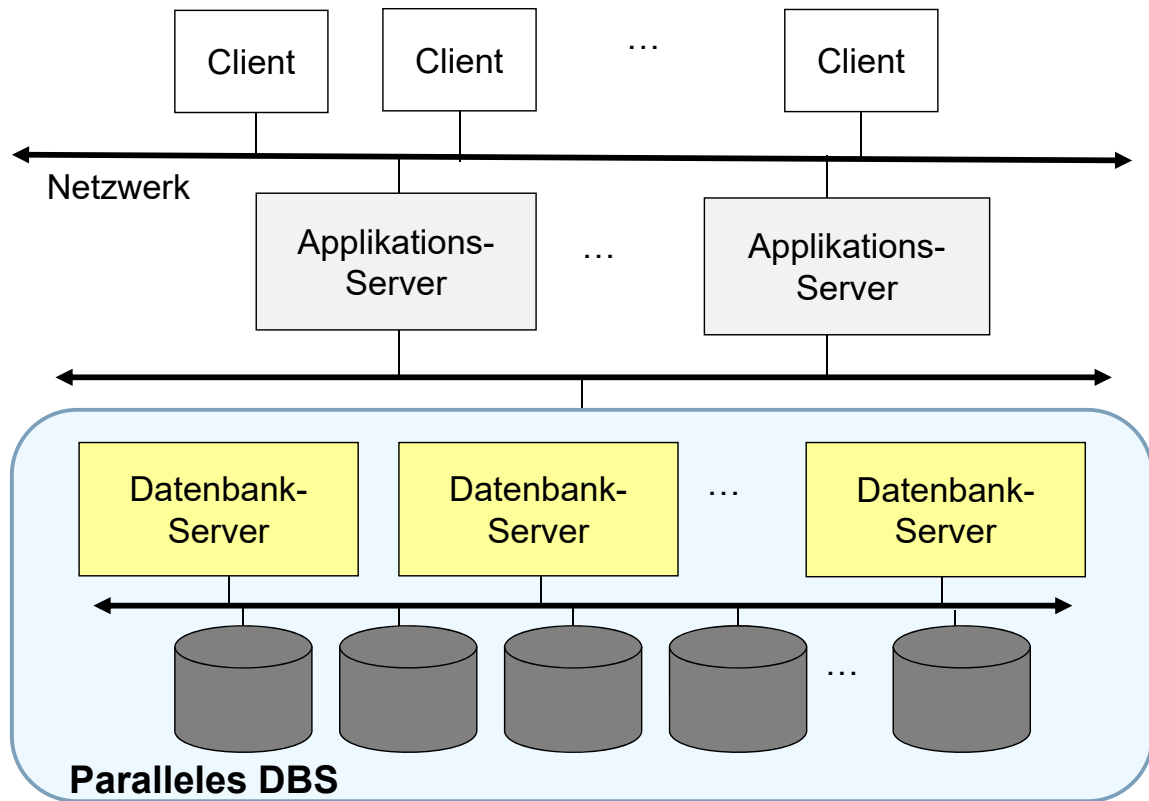 Client
Client
…
Client
Netzwerk
Applikations-
Server
…
Applikations-
Server
Datenbank-
Server
Datenbank-
Server
…
Datenbank-
Server
…
Paralleles DBS